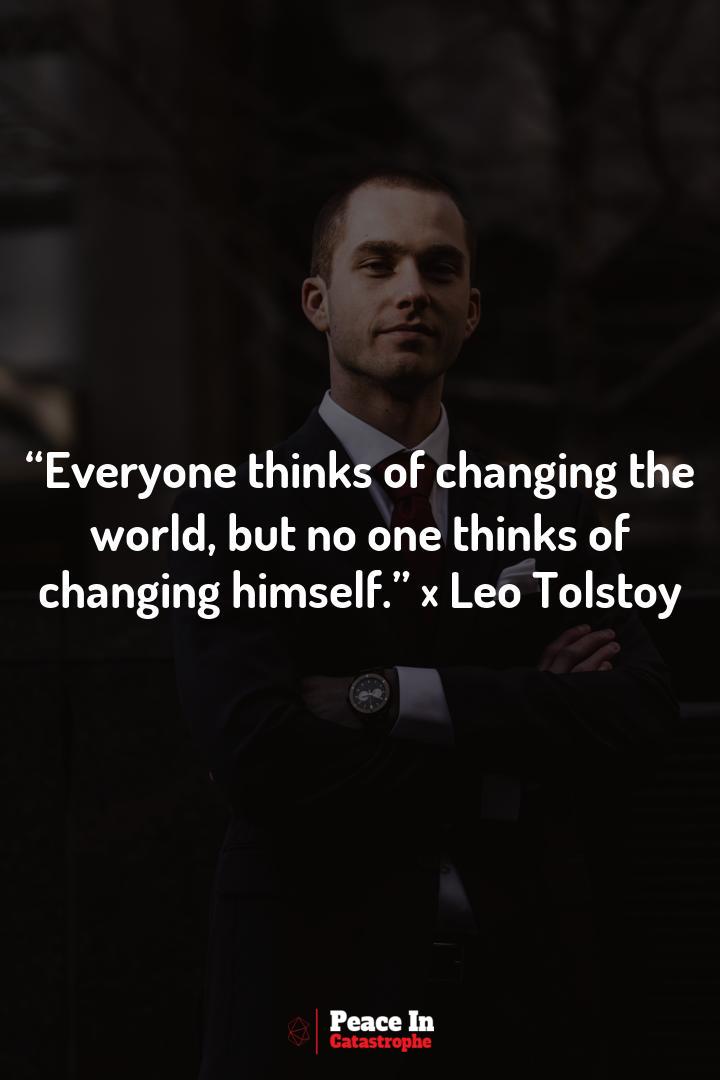 “Everyone thinks of changing the
world, but no one thinks of
changing himself.” x Leo Tolstoy
Peace In
Catastrophe